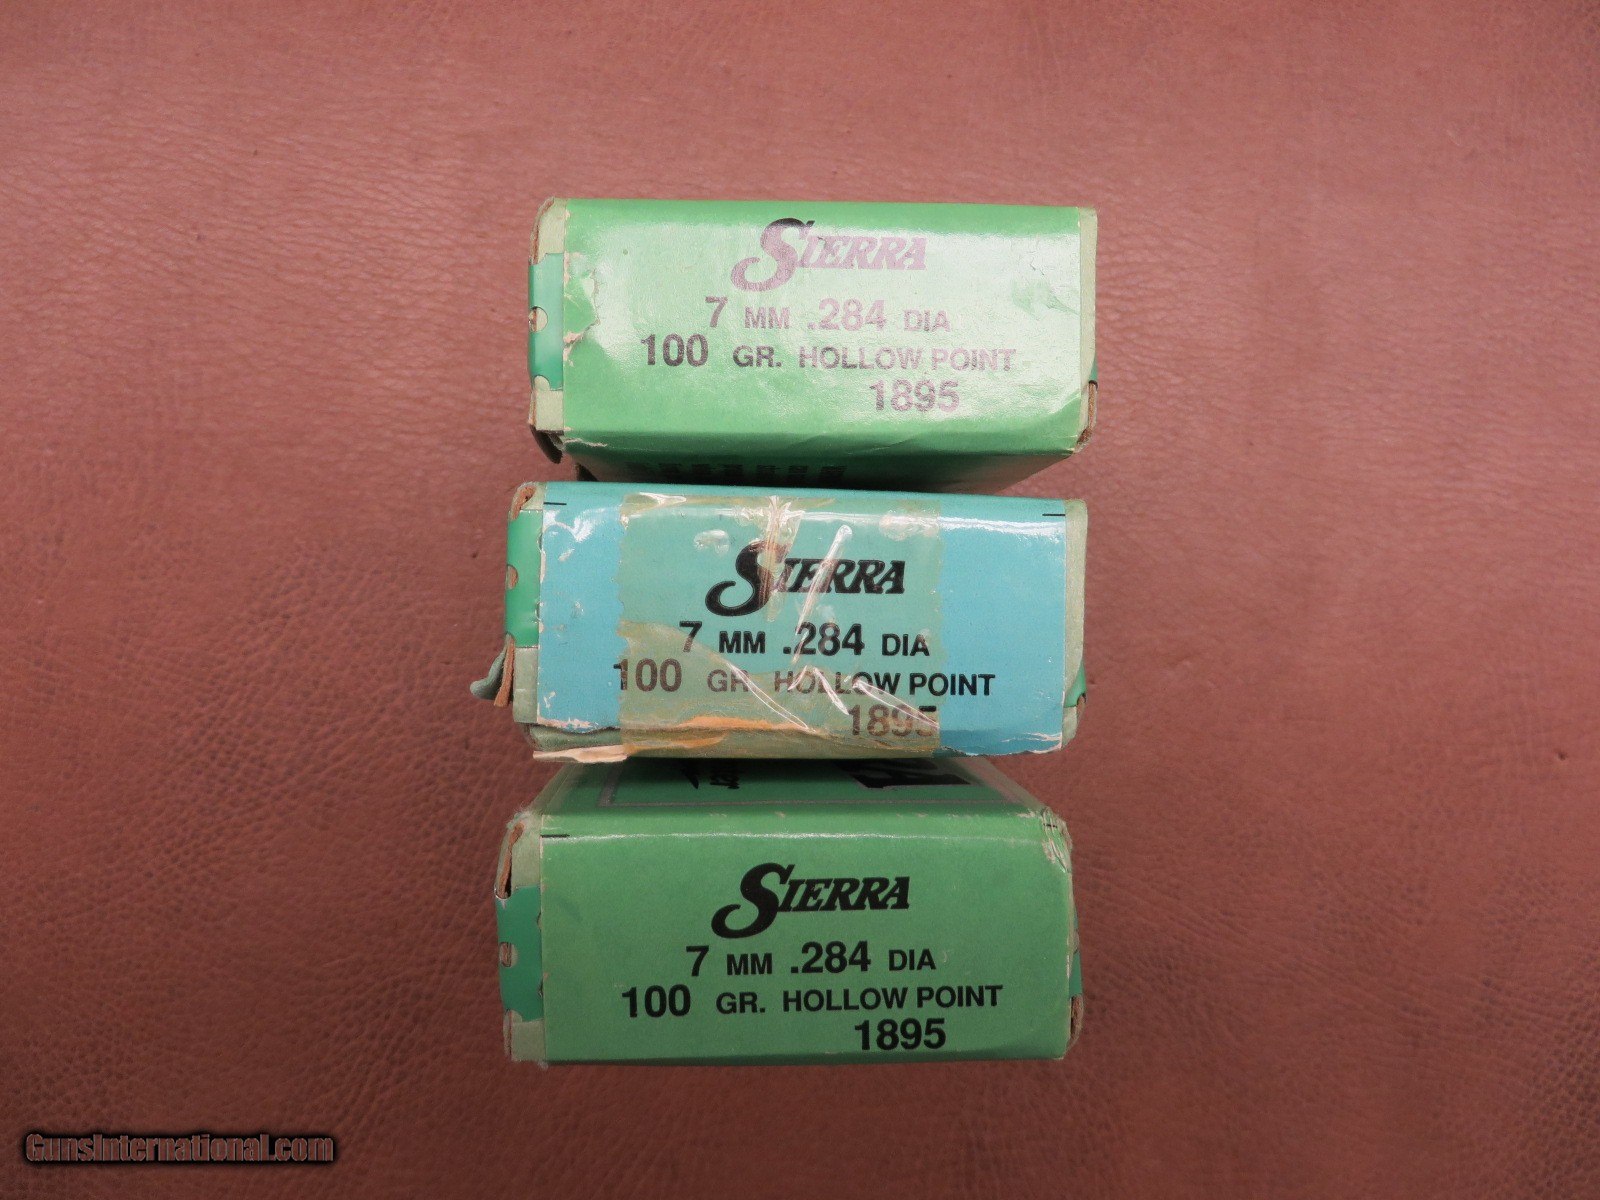 SIERRA
7 MM .284 DIA
100 GR. HOLLOW POINT
1895
SIERRA
7 MM .284 DIA
100 GR. HOLLOW POINT
1895
SIERRA
7 MM .284 DIA
100 GR. HOLLOW POINT
1895
GunsInternational.com